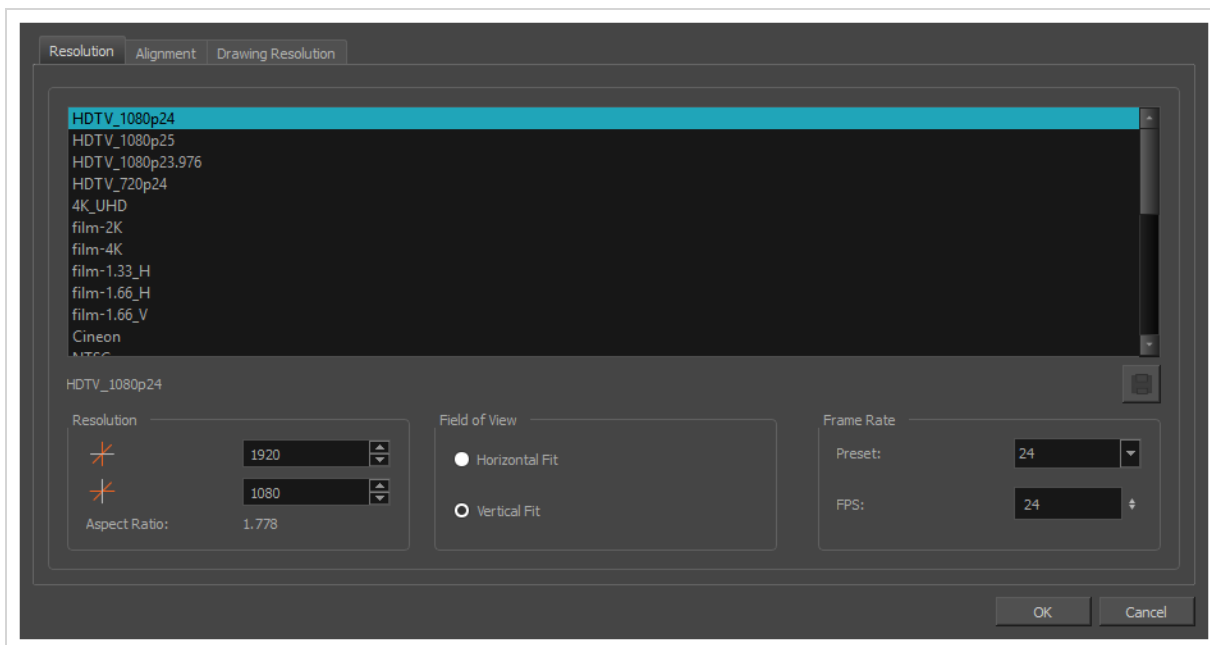 Resolution Alignment Drawing Resolution
HDTV_1080p24
HDTV_1080p25
HDTV_1080p23.976
HDTV_720p24
4K_UHD
film-2K
film-4K
film-1.33_H
film-1.66_H
film-1.66_V
Cineon
NTSC
HDTV_1080p24
Resolution Field of View Frame Rate
1920 Horizontal Fit Preset: 24
1080
Vertical Fit FPS: 24
Aspect Ratio: 1.778
OK Cancel